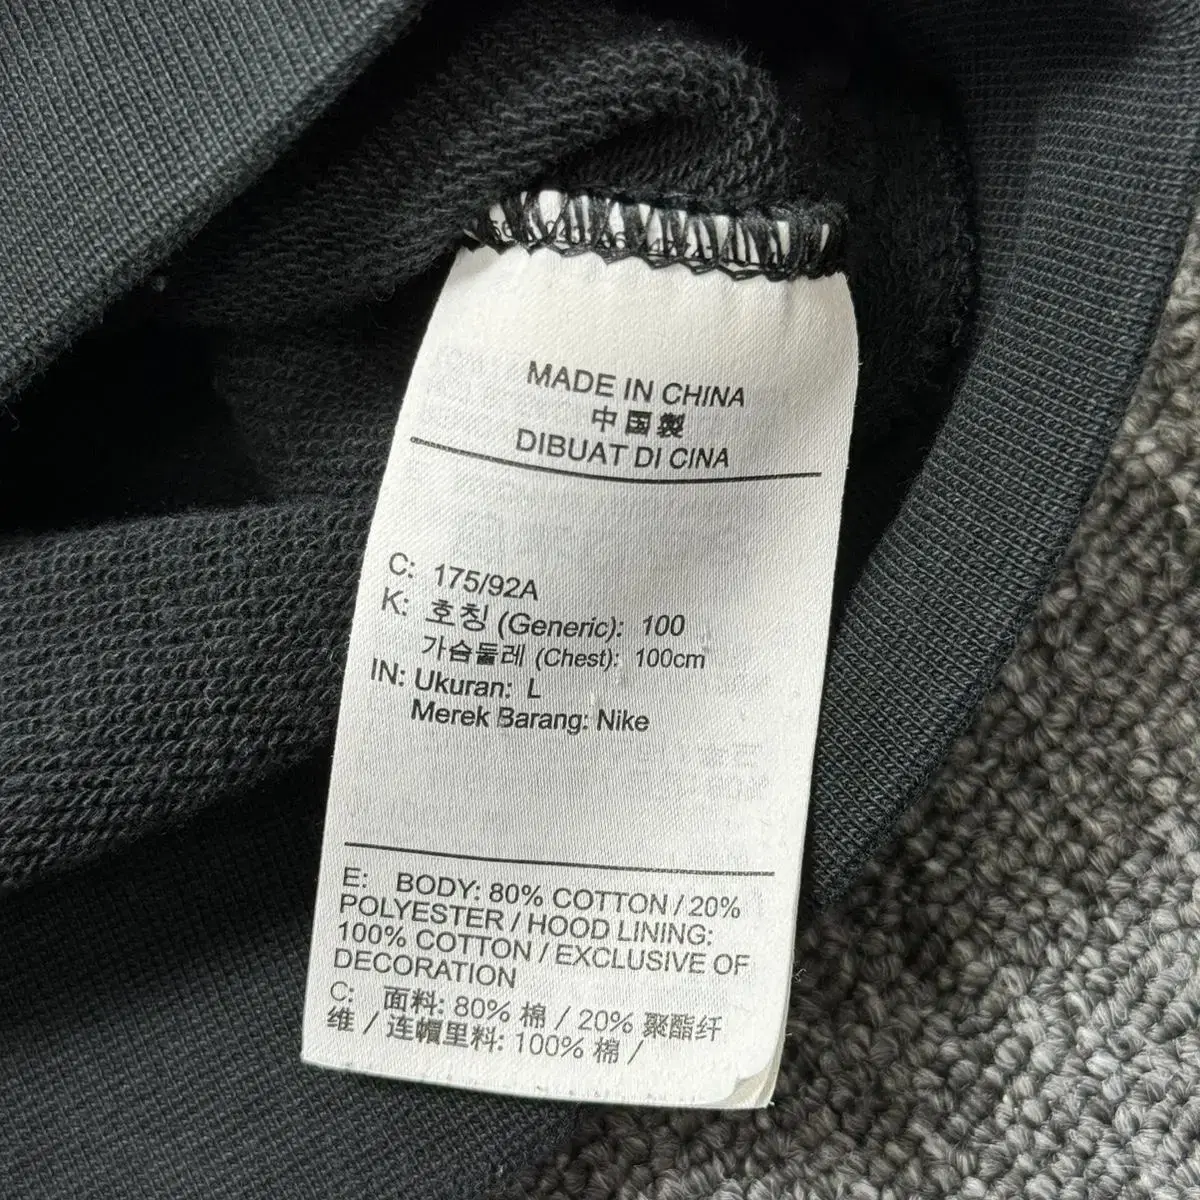 MADE IN CHINA
中国製
DIBUAT DI CINA
C: 175/92A
K: 호칭 (Generic): 100
가슴둘레 (Chest): 100cm
IN: Ukuran: L
Merek Barang: Nike
E: BODY: 80% COTTON / 20%
POLYESTER / HOOD LINING:
100% COTTON / EXCLUSIVE OF
DECORATION
C: 面料: 80% 棉 / 20% 聚酯纤
维 / 连帽里料: 100% 棉 /